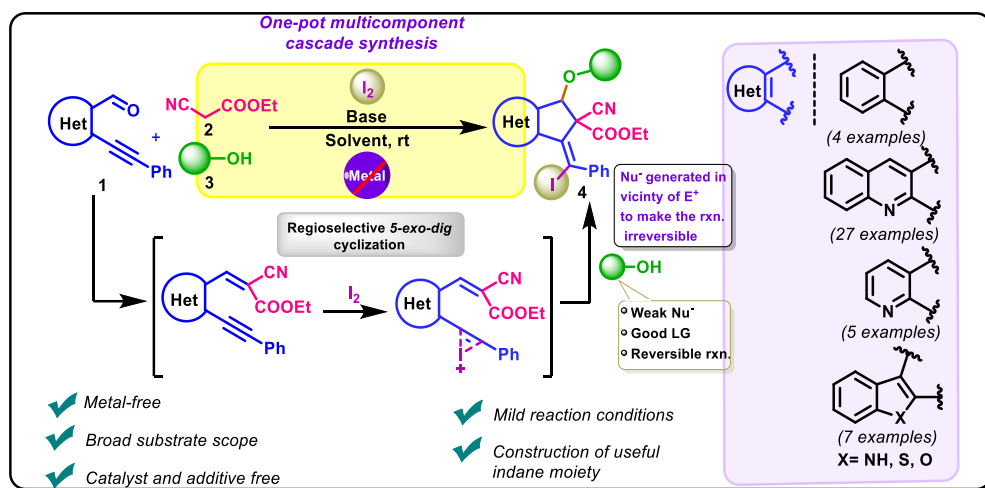 One-pot multicomponent
cascade synthesis
Het
O
Ph
1
+
NC
COOEt
2
OH
3
I2
Base
Solvent, rt
Metal
O
CN
COOEt
Het
I
Ph
4
Nu- generated in
vicinity of E+
to make the rxn.
irreversible
Regioselective 5-exo-dig
cyclization
Het
CN
COOEt
Ph
I2
Het
CN
COOEt
I
+
Ph
OH
Weak Nu-
Good LG
Reversible rxn.
Metal-free
Broad substrate scope
Catalyst and additive free
Mild reaction conditions
Construction of useful
indane moiety
Het
(4 examples)
N
(27 examples)
N
(5 examples)
X
(7 examples)
X= NH, S, O